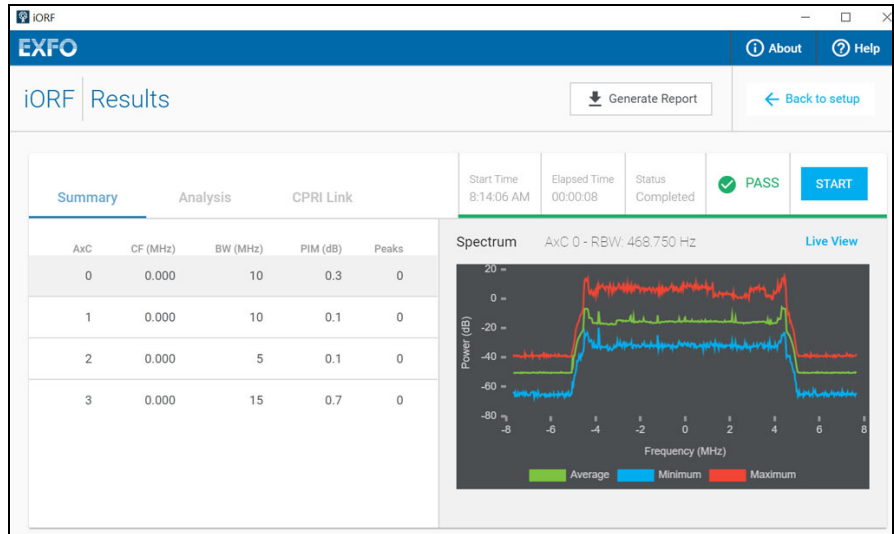 iORF
EXFO
About
Help
iORF Results
Generate Report
Back to setup
Summary Analysis CPRI Link
Start Time
8:14:06 AM
Elapsed Time
00:00:08
Status
Completed
PASS
START
AxC CF (MHz) BW (MHz) PIM (dB) Peaks
0 0.000 10 0.3 0
1 0.000 10 0.1 0
2 0.000 5 0.1 0
3 0.000 15 0.7 0
Spectrum AxC 0 - RBW: 468.750 Hz Live View
Power (dB)
20
0
-20
-40
-60
-80
-8 -6 -4 -2 0 2 4 6 8
Frequency (MHz)
Average Minimum Maximum